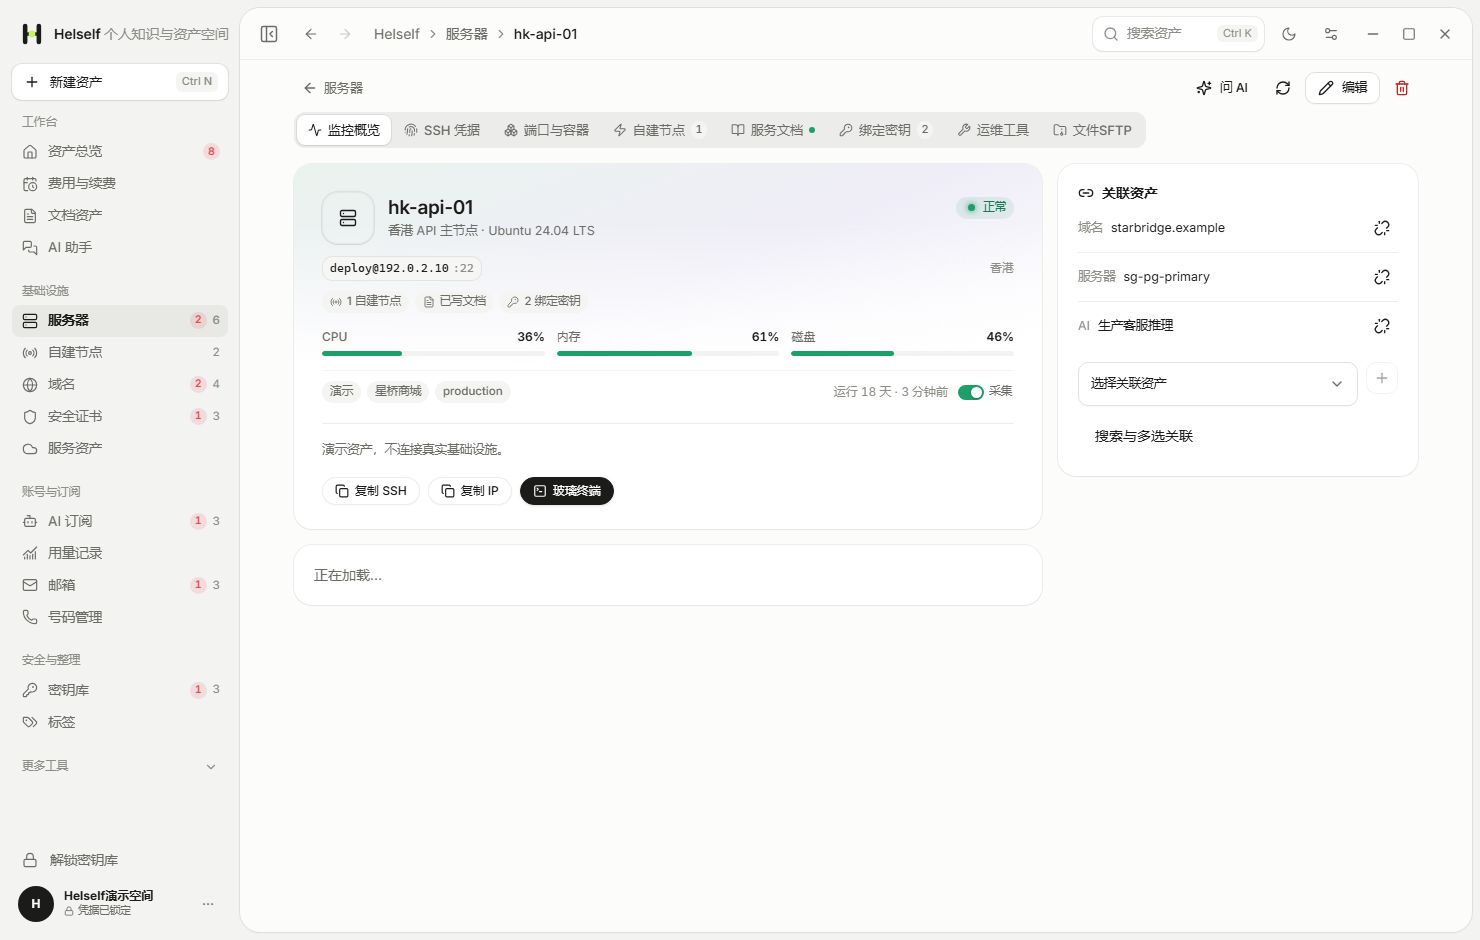 Helself 个人知识与资产空间
新建资产 Ctrl N
工作台
资产总览 8
费用与续费
文档资产
AI 助手
基础设施
服务器 2 6
自建节点 2
域名 2 4
安全证书 1 3
服务资产
账号与订阅
AI 订阅 1 3
用量记录
邮箱 1 3
号码管理
安全与整理
密钥库 1 3
标签
更多工具
解锁密钥库
H
Helself演示空间
凭据已锁定
Helself 服务器 hk-api-01
搜索资产 Ctrl K
服务器
问 AI 编辑
监控概览 SSH 凭据 端口与容器 自建节点 1 服务文档 绑定密钥 2 运维工具 文件SFTP
hk-api-01 正常
香港 API 主节点 · Ubuntu 24.04 LTS
deploy@192.0.2.10 :22 香港
1 自建节点 已写文档 2 绑定密钥
CPU 36% 内存 61% 磁盘 46%
演示 星桥商城 production 运行 18 天 · 3 分钟前 采集
演示资产，不连接真实基础设施。
复制 SSH 复制 IP 玻璃终端
正在加载...
关联资产
域名 starbridge.example
服务器 sg-pg-primary
AI 生产客服推理
选择关联资产
搜索与多选关联